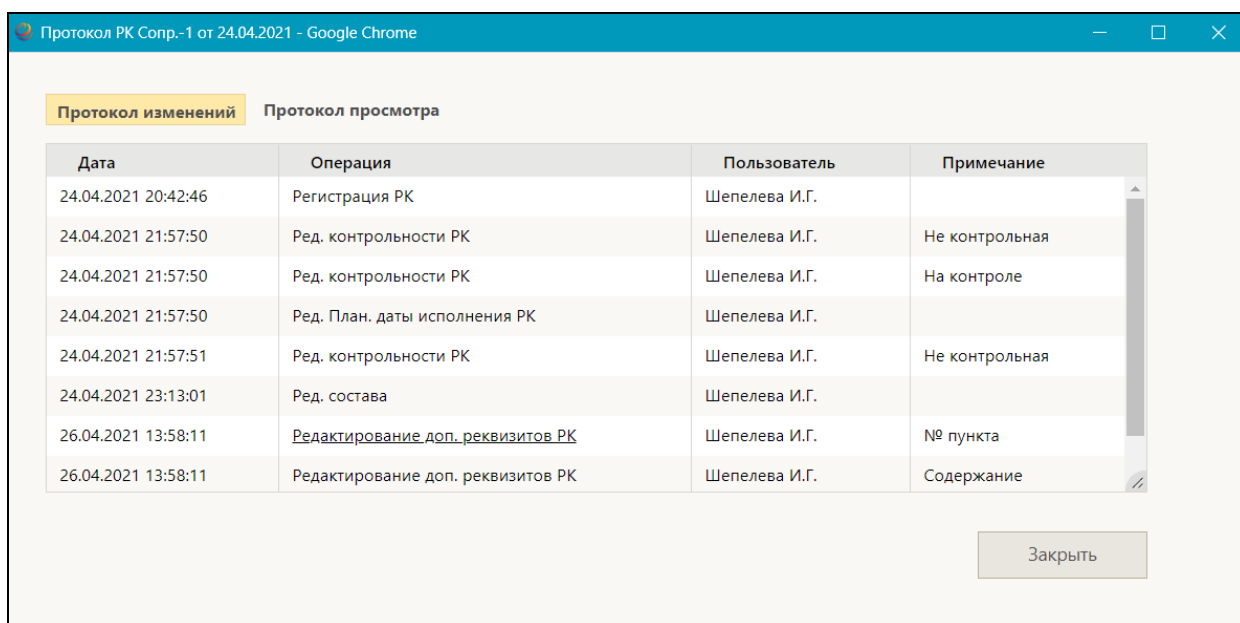 Протокол РК Сопр.-1 от 24.04.2021 - Google Chrome
Протокол изменений Протокол просмотра
Дата Операция Пользователь Примечание
24.04.2021 20:42:46 Регистрация РК Шепелева И.Г.
24.04.2021 21:57:50 Ред. контрольности РК Шепелева И.Г. Не контрольная
24.04.2021 21:57:50 Ред. контрольности РК Шепелева И.Г. На контроле
24.04.2021 21:57:50 Ред. План. даты исполнения РК Шепелева И.Г.
24.04.2021 21:57:51 Ред. контрольности РК Шепелева И.Г. Не контрольная
24.04.2021 23:13:01 Ред. состава Шепелева И.Г.
26.04.2021 13:58:11 Редактирование доп. реквизитов РК Шепелева И.Г. № пункта
26.04.2021 13:58:11 Редактирование доп. реквизитов РК Шепелева И.Г. Содержание
Закрыть